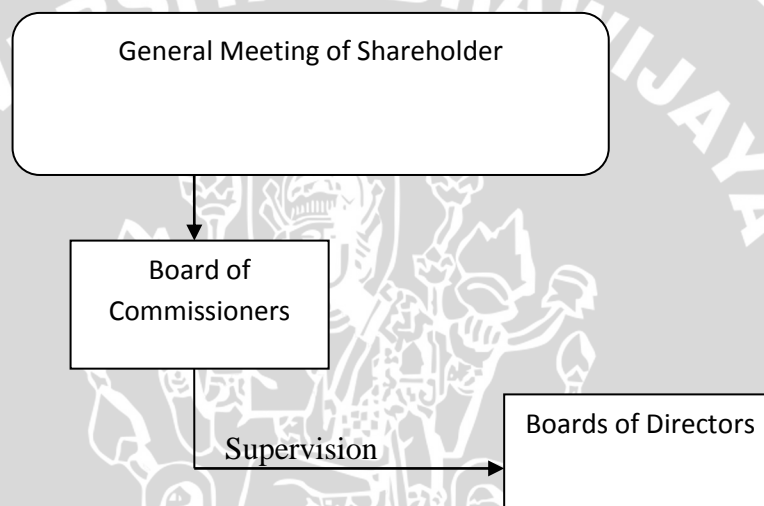 General Meeting of Shareholder
Board of
Commissioners
Boards of Directors
Supervision